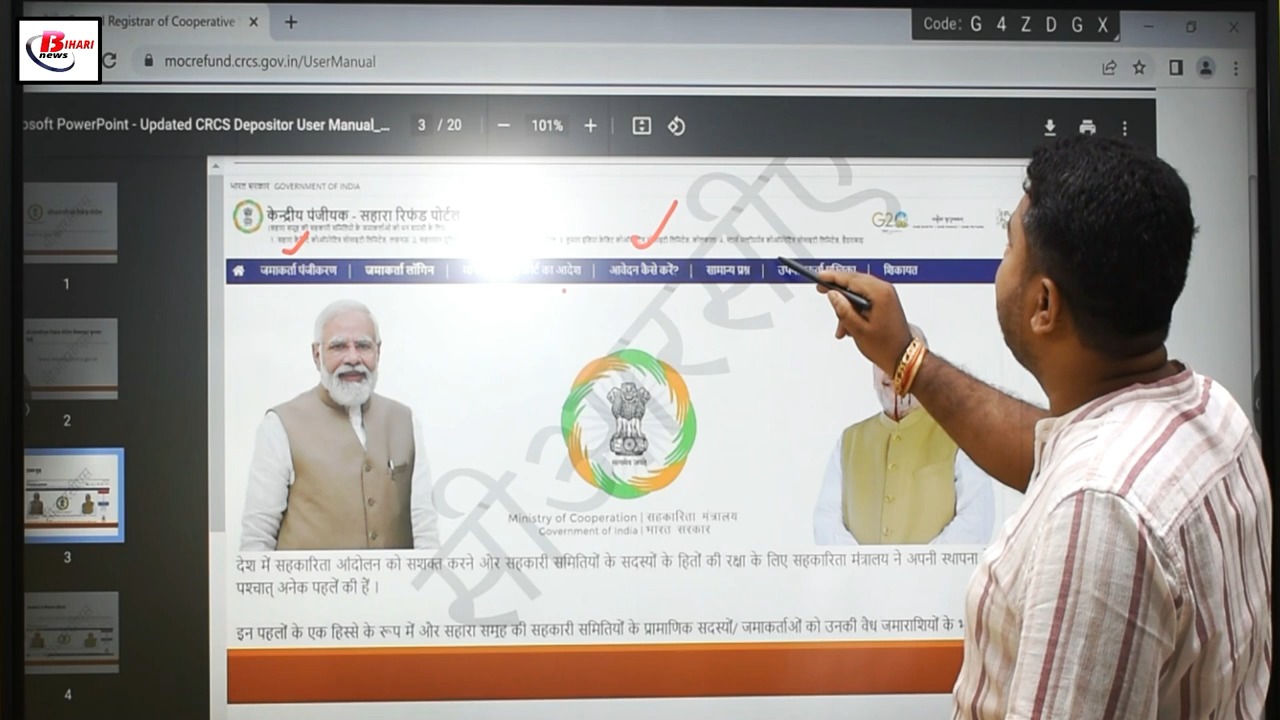 Registrar of Cooperative
Code: G 4 Z D G X
BIHARI
news
mocrefund.crcs.gov.in/UserManual
osoft PowerPoint - Updated CRCS Depositor User Manual_...
3 / 20
101%
भारत सरकार GOVERNMENT OF INDIA
केन्द्रीय पंजीयक - सहारा रिफंड पोर्टल
G20
जमाकर्ता पंजीकरण | जमाकर्ता लॉगिन | का आदेश | आवेदन कैसे करें? | सामान्य प्रश्न | शिकायत
1
2
3
4
सीआरसीए
Ministry of Cooperation | सहकारिता मंत्रालय
Government of India | भारत सरकार
देश में सहकारिता आंदोलन को सशक्त करने और सहकारी समितियों के सदस्यों के हितों की रक्षा के लिए सहकारिता मंत्रालय ने अपनी स्थापना
पश्चात् अनेक पहलें की हैं ।
इन पहलों के एक हिस्से के रूप में और सहारा समूह की सहकारी समितियों के प्रामाणिक सदस्यों/ जमाकर्ताओं को उनकी वैध जमाराशियों के